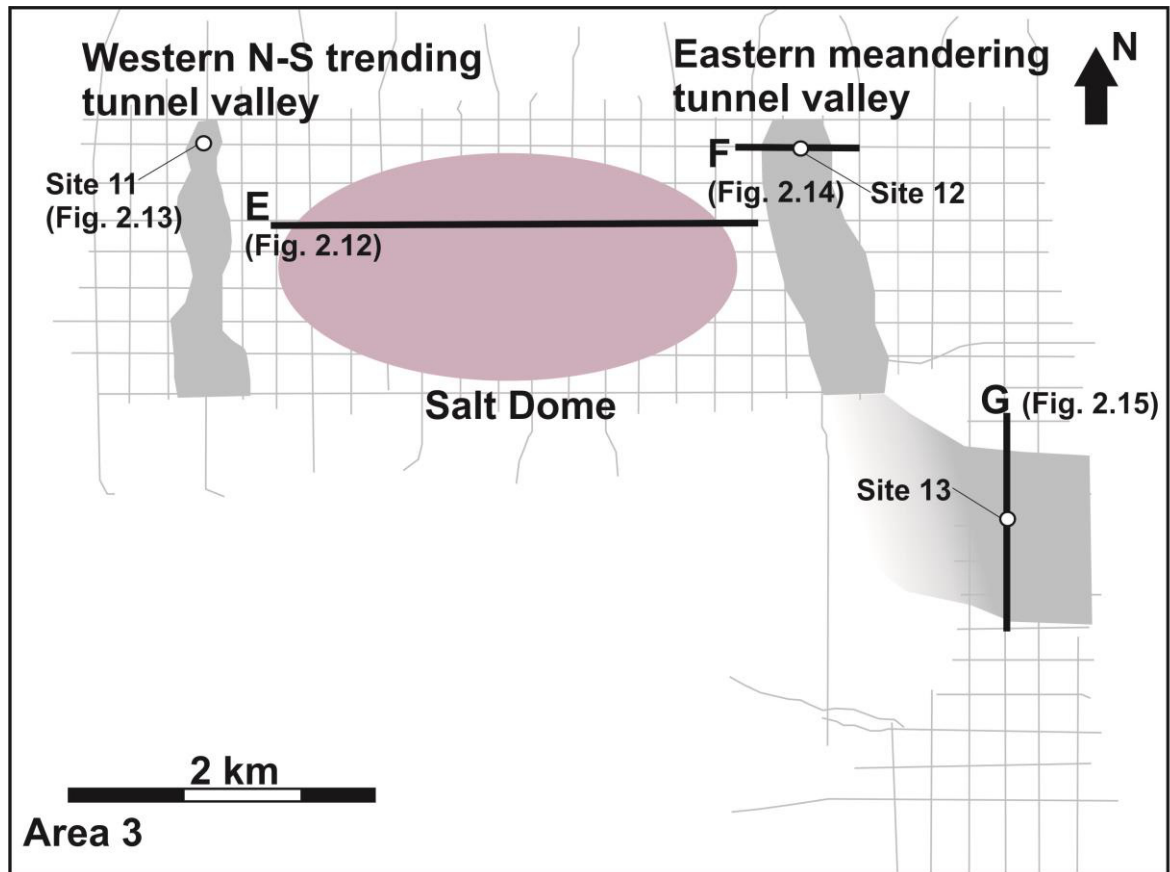 Western N-S trending
tunnel valley
Eastern meandering
tunnel valley
N
Site 11
(Fig. 2.13)
E
(Fig. 2.12)
F
(Fig. 2.14)
Site 12
Salt Dome
G (Fig. 2.15)
Site 13
2 km
Area 3